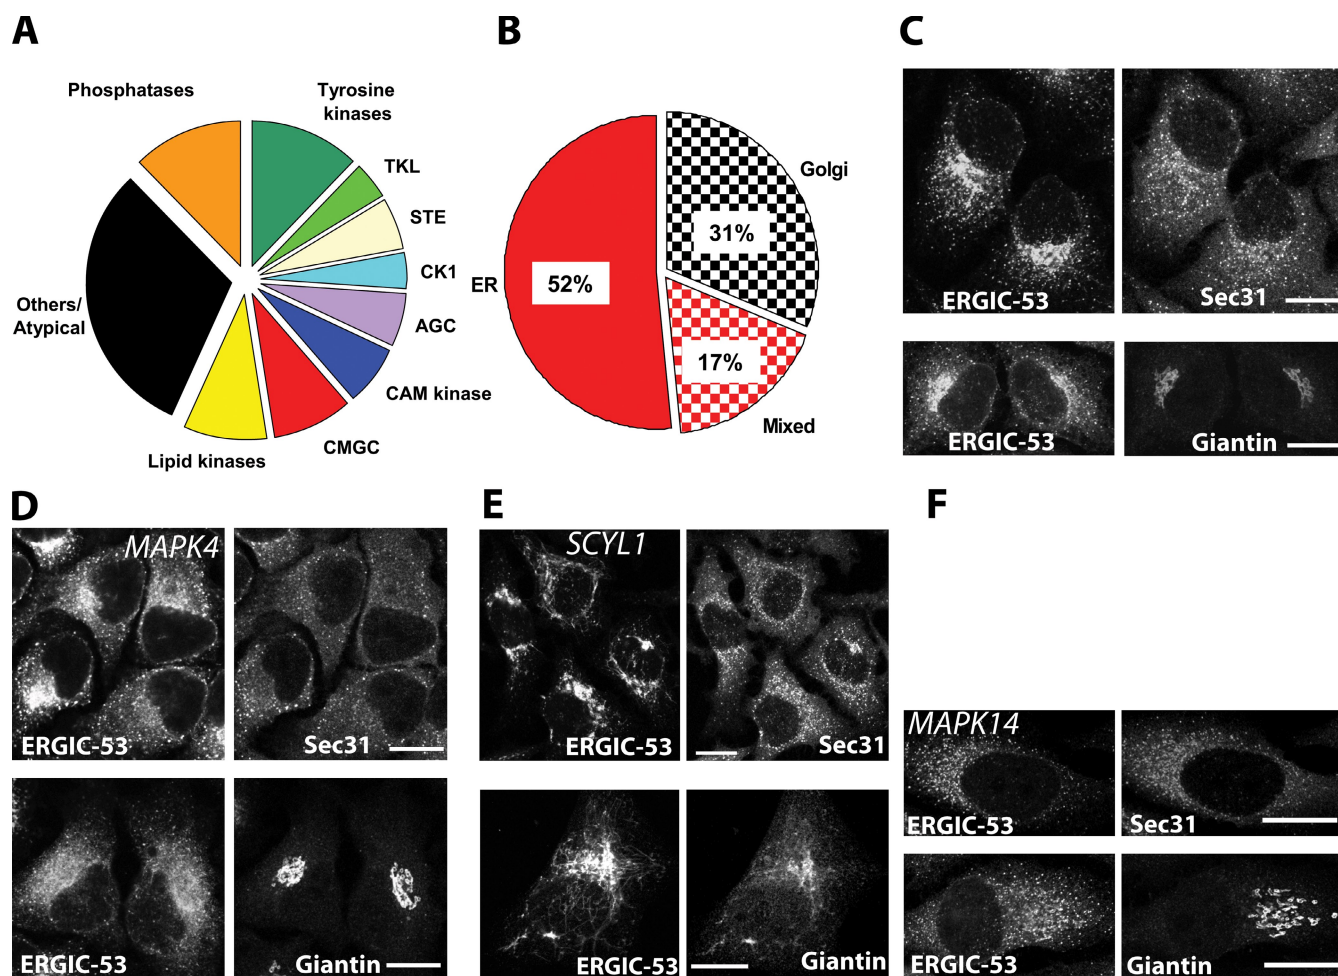 A
B
C
Phosphatases
Tyrosine
kinases
TKL
STE
CK1
AGC
CAM kinase
CMGC
Lipid kinases
Others/
Atypical
ER
52%
31%
Golgi
17%
Mixed
ERGIC-53
Sec31
ERGIC-53
Giantin
D
E
F
MAPK4
ERGIC-53
Sec31
ERGIC-53
Giantin
SCYL1
ERGIC-53
Sec31
ERGIC-53
Giantin
MAPK14
ERGIC-53
Sec31
ERGIC-53
Giantin